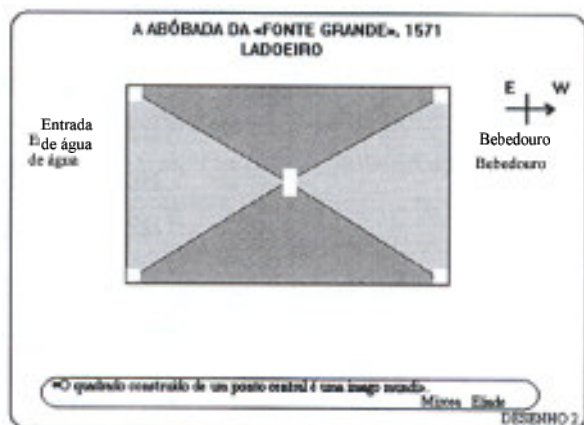 A ABÓBADA DA «FONTE GRANDE», 1571
LADOEIRO
E W
Entrada
de água
de água
Bebedouro
Bebedouro
«O quadrado construído de um ponto central é uma imago mundi».
Mircea Eliade
DESENHO 2